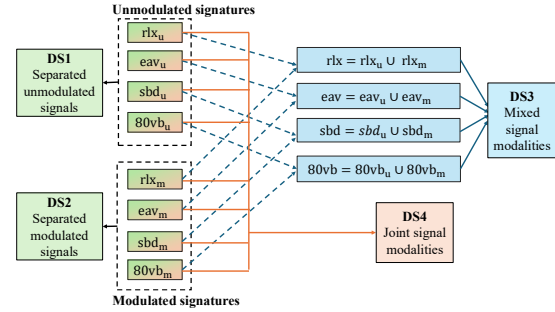 Unmodulated signatures
DS1
Separated
unmodulated
signals
rlxᵤ
eavᵤ
sbdᵤ
80vbᵤ
rlx = rlxᵤ ∪ rlxₘ
eav = eavᵤ ∪ eavₘ
sbd = sbdᵤ ∪ sbdₘ
80vb = 80vbᵤ ∪ 80vbₘ
DS3
Mixed
signal
modalities
DS2
Separated
modulated
signals
rlxₘ
eavₘ
sbdₘ
80vbₘ
Modulated signatures
DS4
Joint signal
modalities